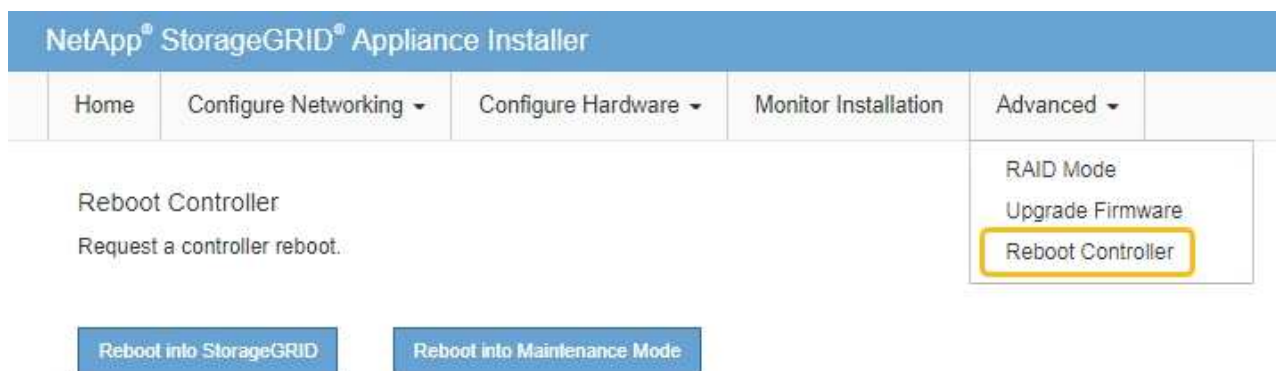 NetApp® StorageGRID® Appliance Installer
Home Configure Networking Configure Hardware Monitor Installation Advanced
RAID Mode
Upgrade Firmware
Reboot Controller
Reboot Controller
Request a controller reboot.
Reboot into StorageGRID Reboot into Maintenance Mode